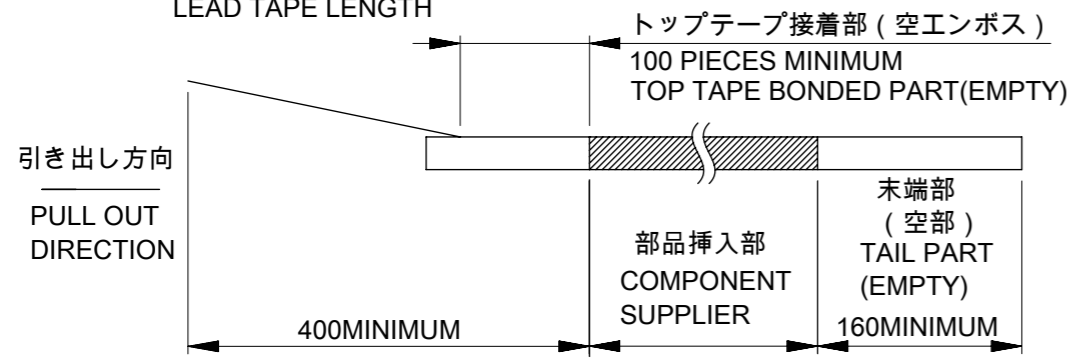 LEAD TAPE LENGTH
トップテープ接着部（空エンボス）
100 PIECES MINIMUM
TOP TAPE BONDED PART(EMPTY)
引き出し方向
PULL OUT
DIRECTION
部品挿入部
COMPONENT
SUPPLIER
末端部
（空部）
TAIL PART
(EMPTY)
400MINIMUM
160MINIMUM